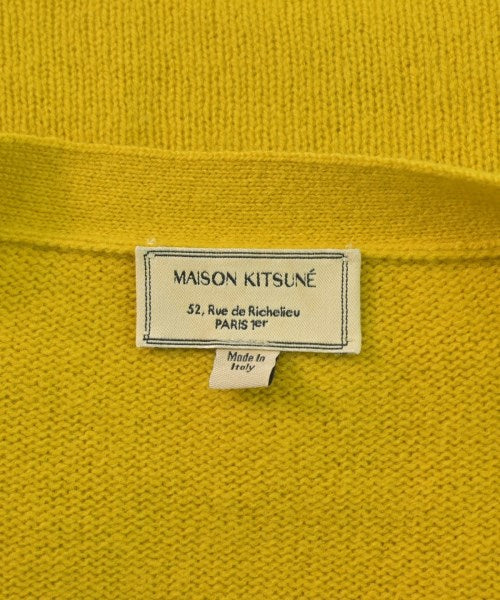 MAISON KITSUNÉ
52, Rue de Richelieu
PARIS 1er
Made in
Italy